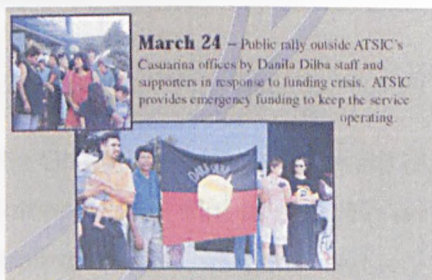 March 24 – Public rally outside ATSIC's
Casuarina offices by Danila Dilba staff and
supporters in response to funding crisis. ATSIC
provides emergency funding to keep the service
operating.